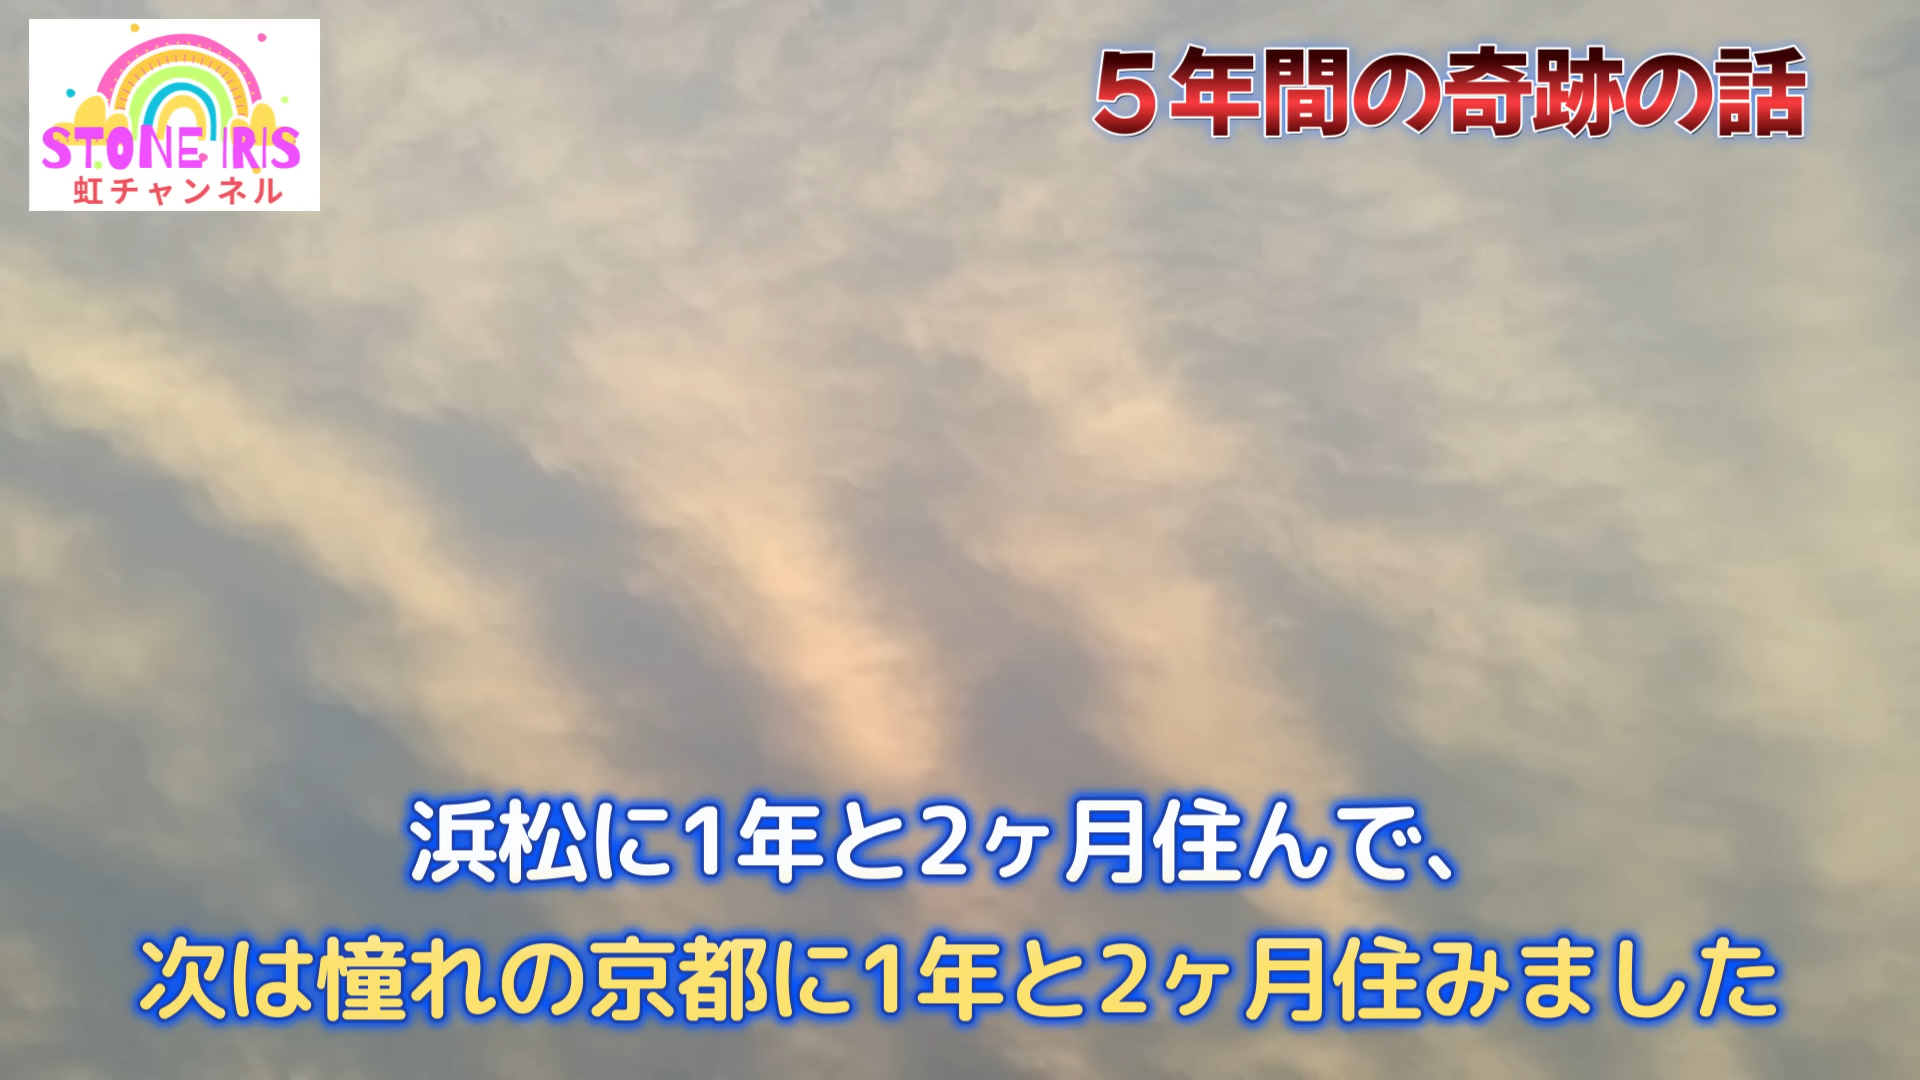 STONE IRIS
虹チャンネル
５年間の奇跡の話
浜松に1年と2ヶ月住んで、
次は憧れの京都に1年と2ヶ月住みました